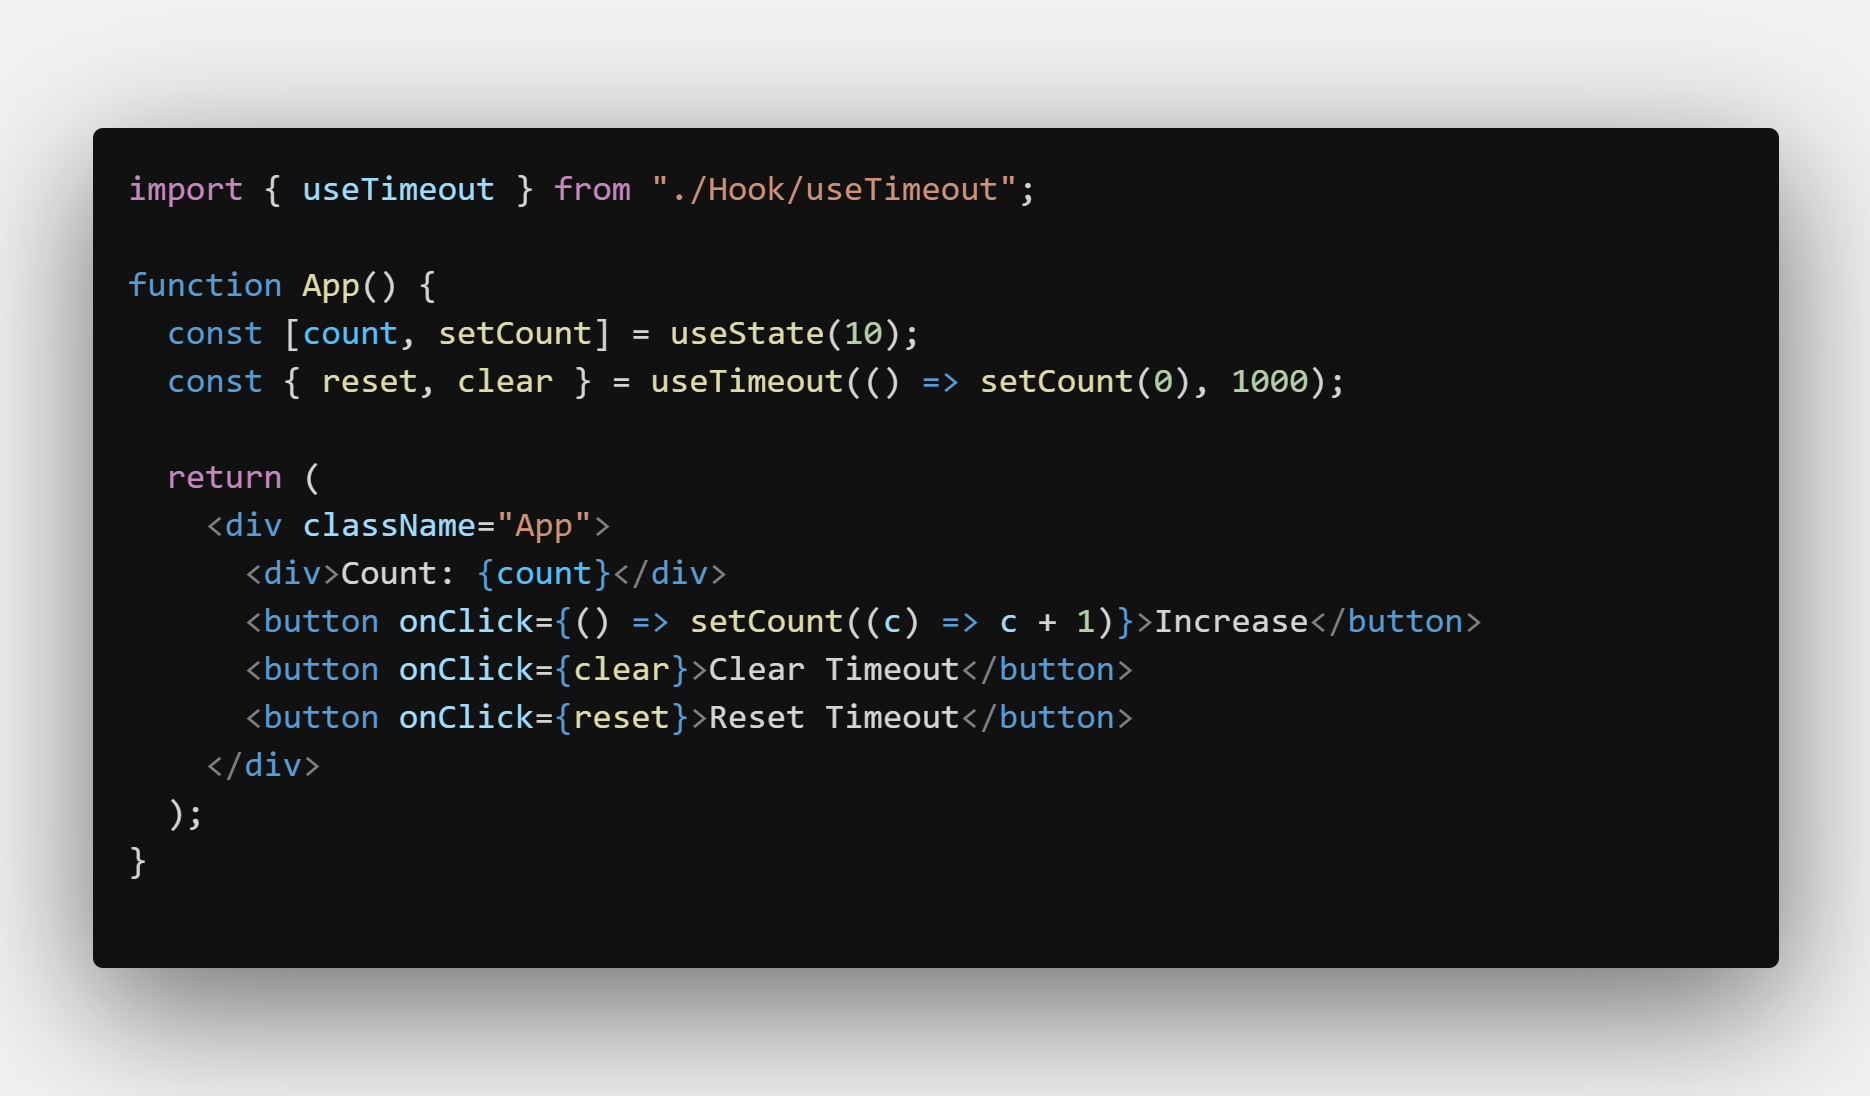 import { useTimeout } from "./Hook/useTimeout";

function App() {
  const [count, setCount] = useState(10);
  const { reset, clear } = useTimeout(() => setCount(0), 1000);

  return (
    <div className="App">
      <div>Count: {count}</div>
      <button onClick={() => setCount((c) => c + 1)}>Increase</button>
      <button onClick={clear}>Clear Timeout</button>
      <button onClick={reset}>Reset Timeout</button>
    </div>
  );
}